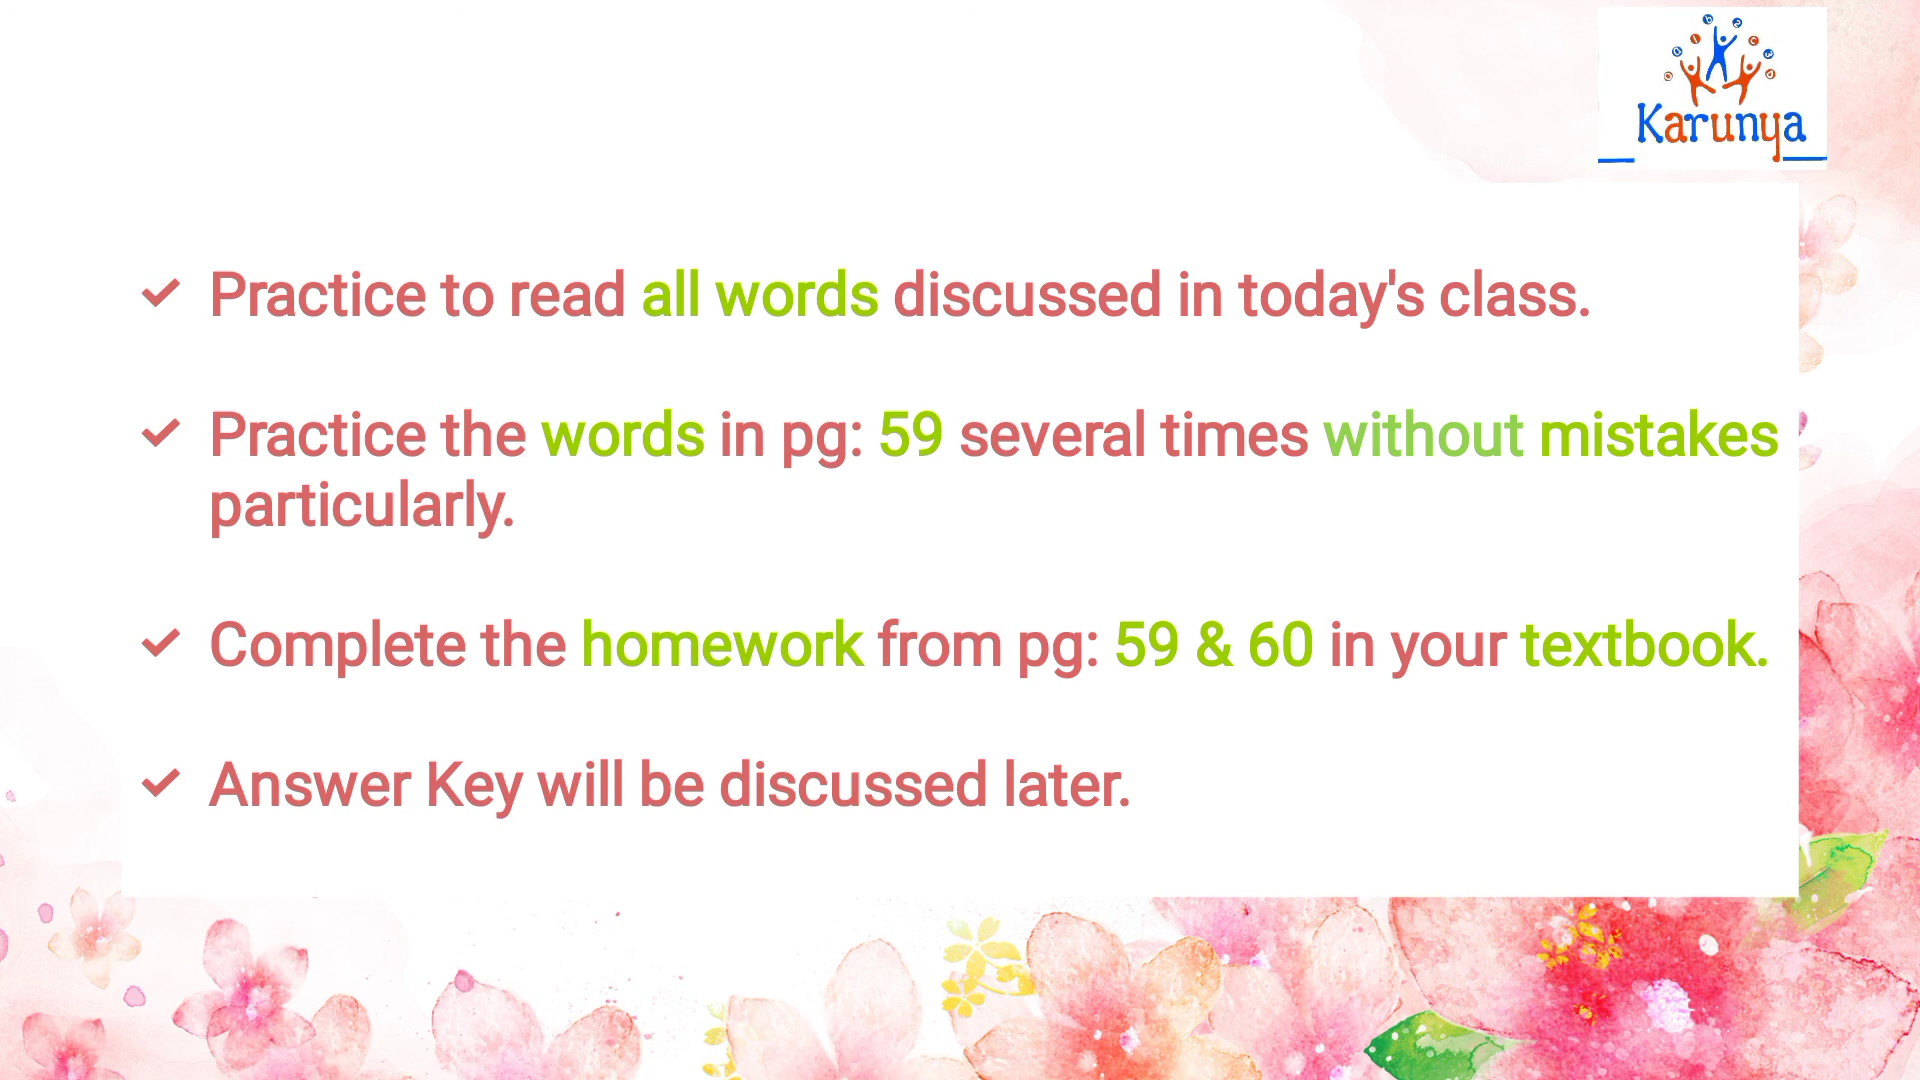 Karunya
Practice to read all words discussed in today's class.
Practice the words in pg: 59 several times without mistakes
particularly.
Complete the homework from pg: 59 & 60 in your textbook.
Answer Key will be discussed later.